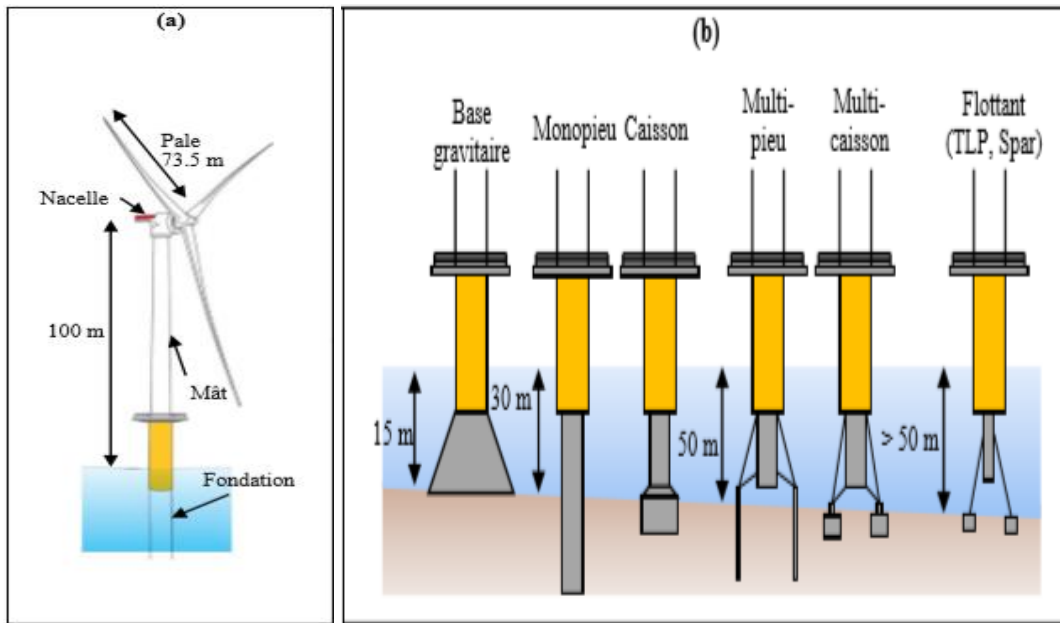 (a)
Pale
73.5 m
Nacelle
100 m
Mât
Fondation
(b)
Base
gravitaire
Monopieu
Caisson
Multi-
pieu
Multi-
caisson
Flottant
(TLP, Spar)
15 m
30 m
50 m
> 50 m